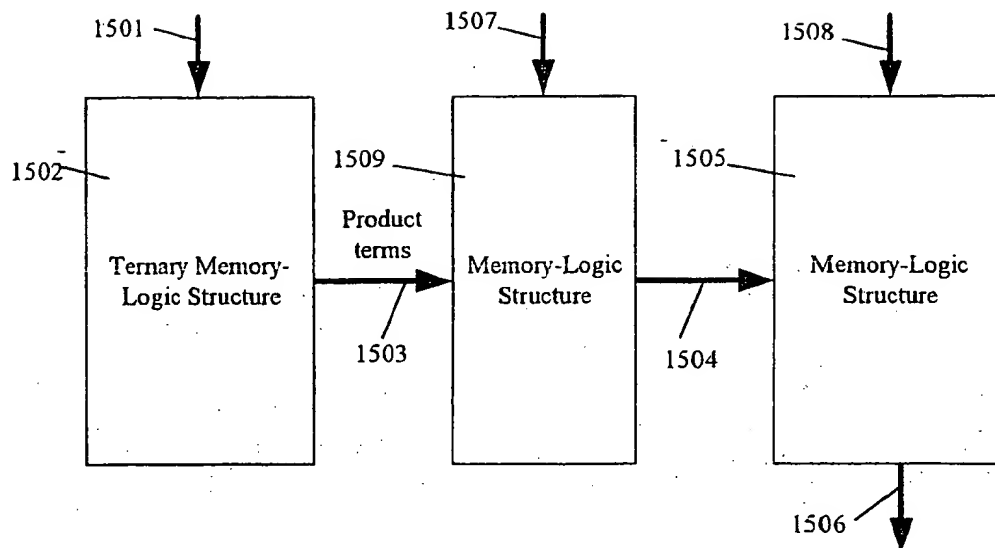 1501
1507
1508
1502
1509
1505
Product
terms
Ternary Memory-
Logic Structure
Memory-Logic
Structure
Memory-Logic
Structure
1503
1504
1506